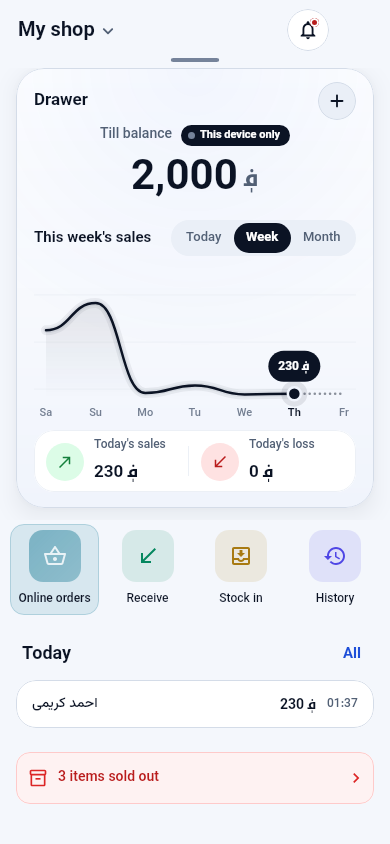 My shop
Drawer
Till balance This device only
2,000 ؋
This week's sales Today Week Month
230 ؋
Sa Su Mo Tu We Th Fr
Today's sales Today's loss
230 ؋ 0 ؋
Online orders Receive Stock in History
Today All
احمد کریمی 230 ؋ 01:37
3 items sold out